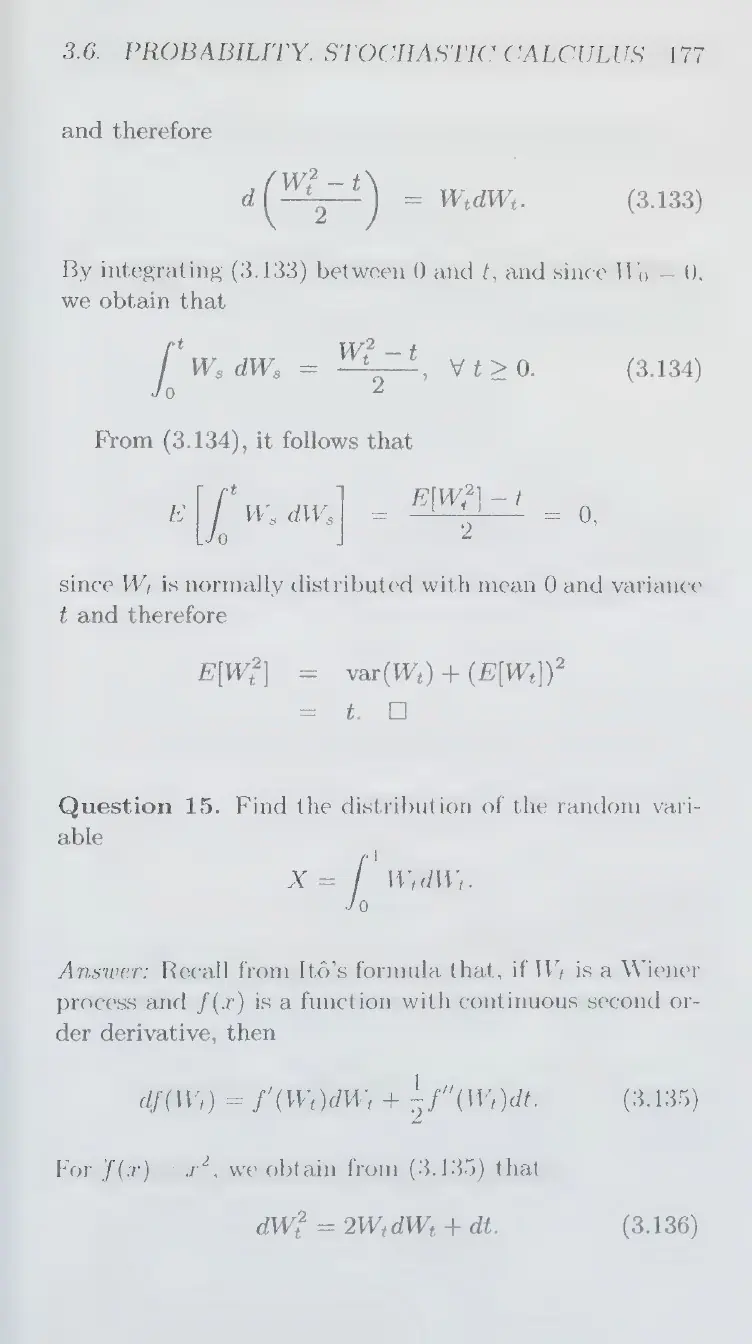 3.6. PROBABILITY. STOCHASTIC CALCULUS 177
and therefore
d ( (W_t^2 − t) / 2 ) = W_t dW_t. (3.133)
By integrating (3.133) between 0 and t, and since W_0 = 0,
we obtain that
∫_0^t W_s dW_s = (W_t^2 − t) / 2, ∀ t ≥ 0. (3.134)
From (3.134), it follows that
E [ ∫_0^t W_s dW_s ] = (E[W_t^2] − t) / 2 = 0,
since W_t is normally distributed with mean 0 and variance
t and therefore
E[W_t^2] = var(W_t) + (E[W_t])^2
= t. □
Question 15. Find the distribution of the random vari-
able
X = ∫_0^1 W_t dW_t.
Answer: Recall from Itô's formula that, if W_t is a Wiener
process and f(x) is a function with continuous second or-
der derivative, then
df(W_t) = f′(W_t)dW_t + 1/2 f″(W_t)dt. (3.135)
For f(x) = x^2, we obtain from (3.135) that
dW_t^2 = 2W_t dW_t + dt. (3.136)